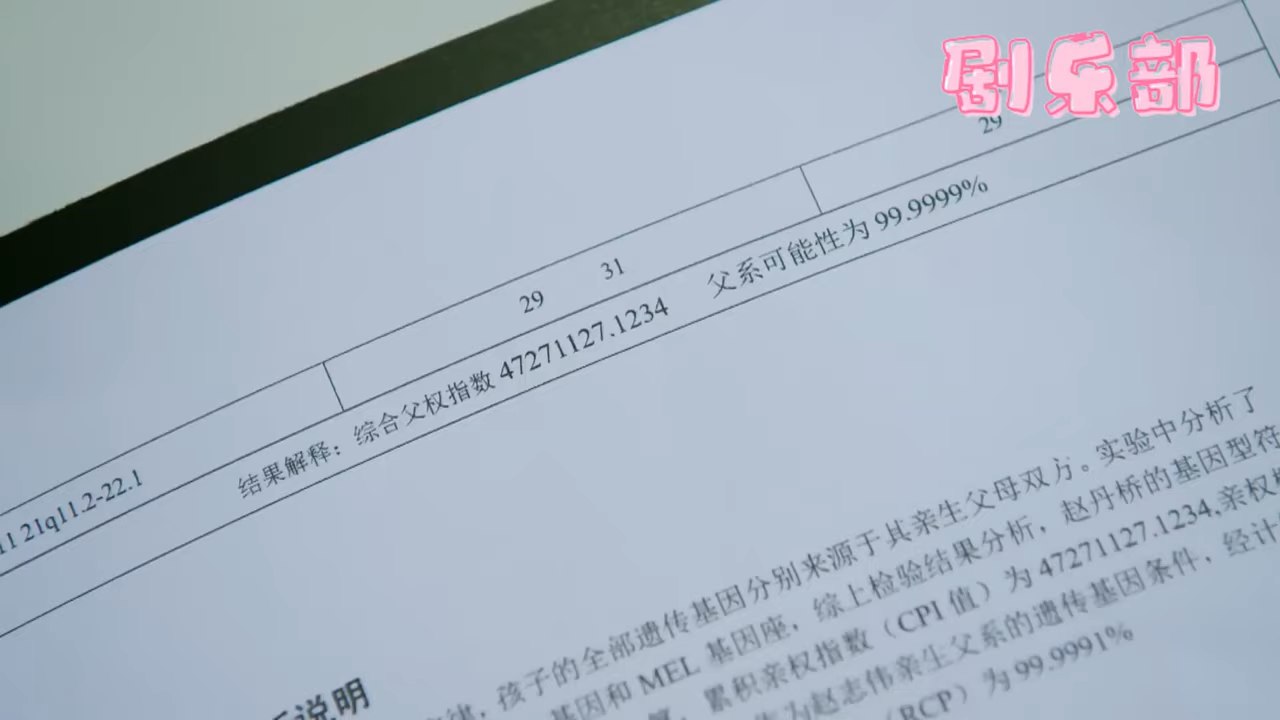 剧乐部
29
29 31
11 21q11.2-22.1
结果解释：综合父权指数 47271127.1234 父系可能性为 99.9999%
说明
律，孩子的全部遗传基因分别来源于其亲生父母双方。实验中分析了
基因和 MEL 基因座，综上检验结果分析，赵丹桥的基因型符
累积亲权指数（CPI 值）为 47271127.1234,亲权
为赵志伟亲生父系的遗传基因条件，经计
（RCP）为 99.9991%